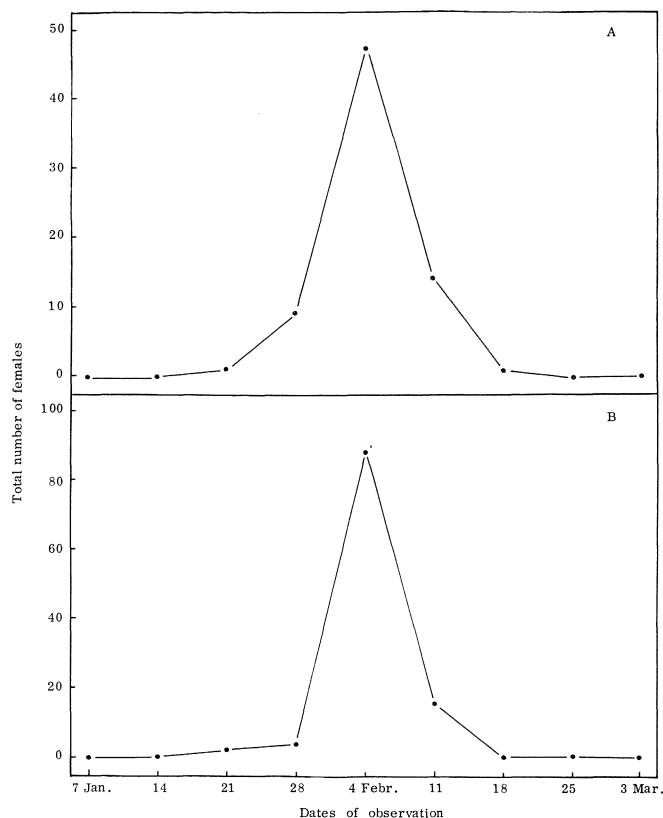 50
A
40
30
20
10
0
Total number of females
100
B
80
60
40
20
0
7 Jan. 14 21 28 4 Febr. 11 18 25 3 Mar.
Dates of observation